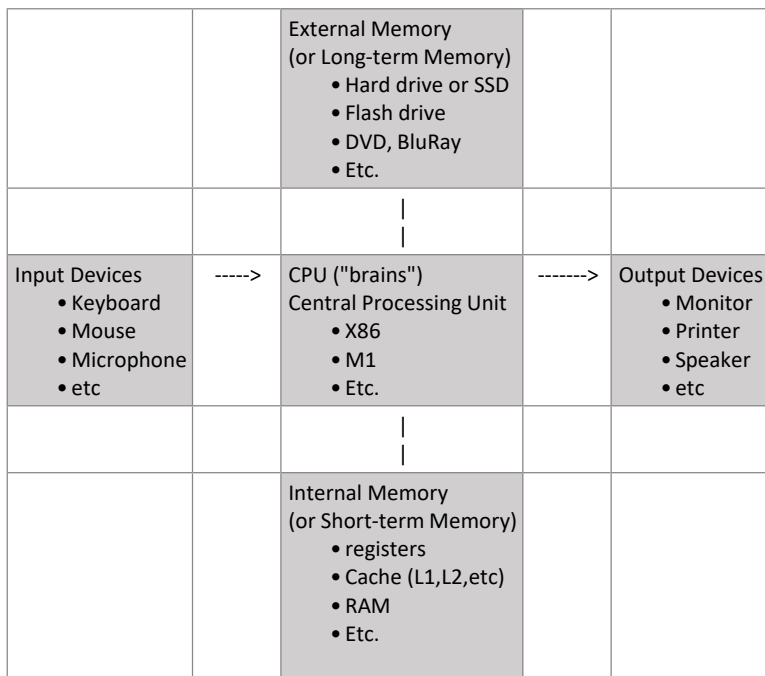 External Memory
(or Long-term Memory)
• Hard drive or SSD
• Flash drive
• DVD, BluRay
• Etc.
|
|
Input Devices
• Keyboard
• Mouse
• Microphone
• etc
----->
CPU ("brains")
Central Processing Unit
• X86
• M1
• Etc.
------->
Output Devices
• Monitor
• Printer
• Speaker
• etc
|
|
Internal Memory
(or Short-term Memory)
• registers
• Cache (L1,L2,etc)
• RAM
• Etc.